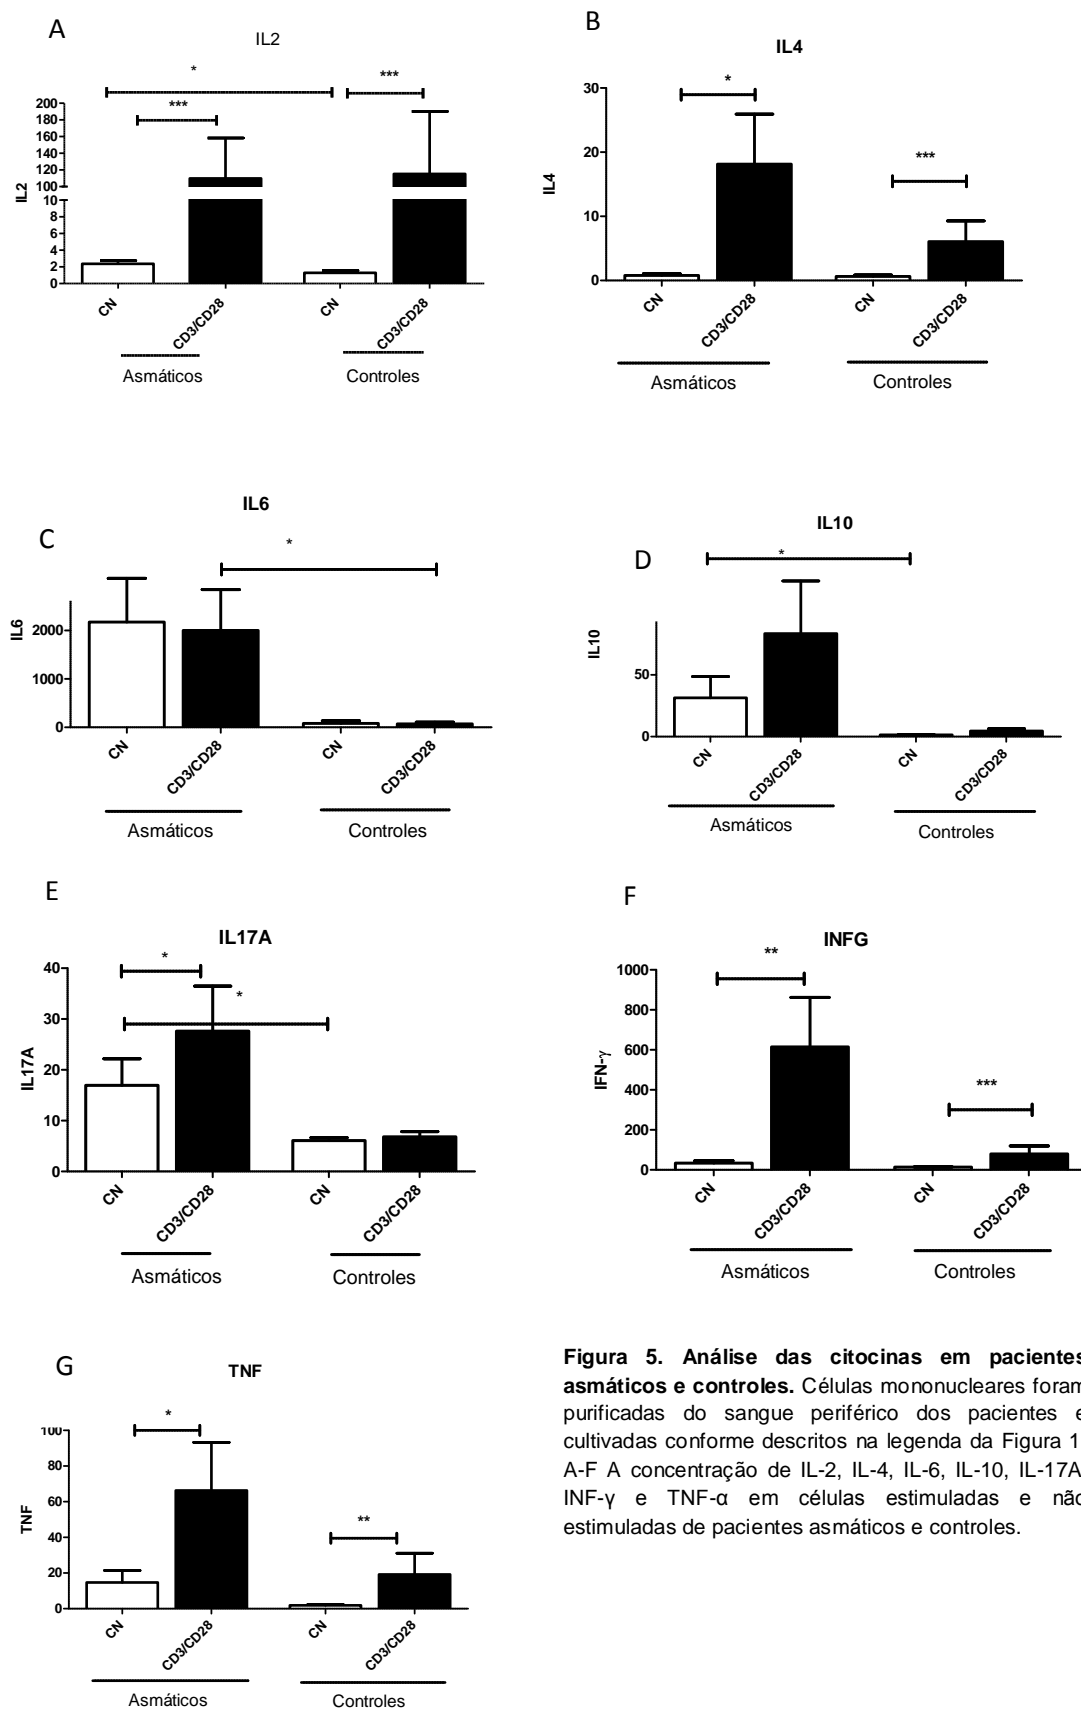 A
IL2
*
***
***
200
180
160
140
120
100
10
8
6
4
2
0
IL2
CN
CD3/CD28
CN
CD3/CD28
Asmáticos
Controles
B
IL4
*
***
30
20
10
0
IL4
CN
CD3/CD28
CN
CD3/CD28
Asmáticos
Controles
C
IL6
*
2000
1000
0
IL6
CN
CD3/CD28
CN
CD3/CD28
Asmáticos
Controles
D
IL10
*
50
0
IL10
CN
CD3/CD28
CN
CD3/CD28
Asmáticos
Controles
E
IL17A
*
*
40
30
20
10
0
IL17A
CN
CD3/CD28
CN
CD3/CD28
Asmáticos
Controles
F
INFG
**
***
1000
800
600
400
200
0
IFN-γ
CN
CD3/CD28
CN
CD3/CD28
Asmáticos
Controles
G
TNF
*
**
100
80
60
40
20
0
TNF
CN
CD3/CD28
CN
CD3/CD28
Asmáticos
Controles
Figura 5. Análise das citocinas em pacientes
asmáticos e controles. Células mononucleares foram
purificadas do sangue periférico dos pacientes e
cultivadas conforme descritos na legenda da Figura 1
A-F A concentração de IL-2, IL-4, IL-6, IL-10, IL-17A
INF-γ e TNF-α em células estimuladas e não
estimuladas de pacientes asmáticos e controles.